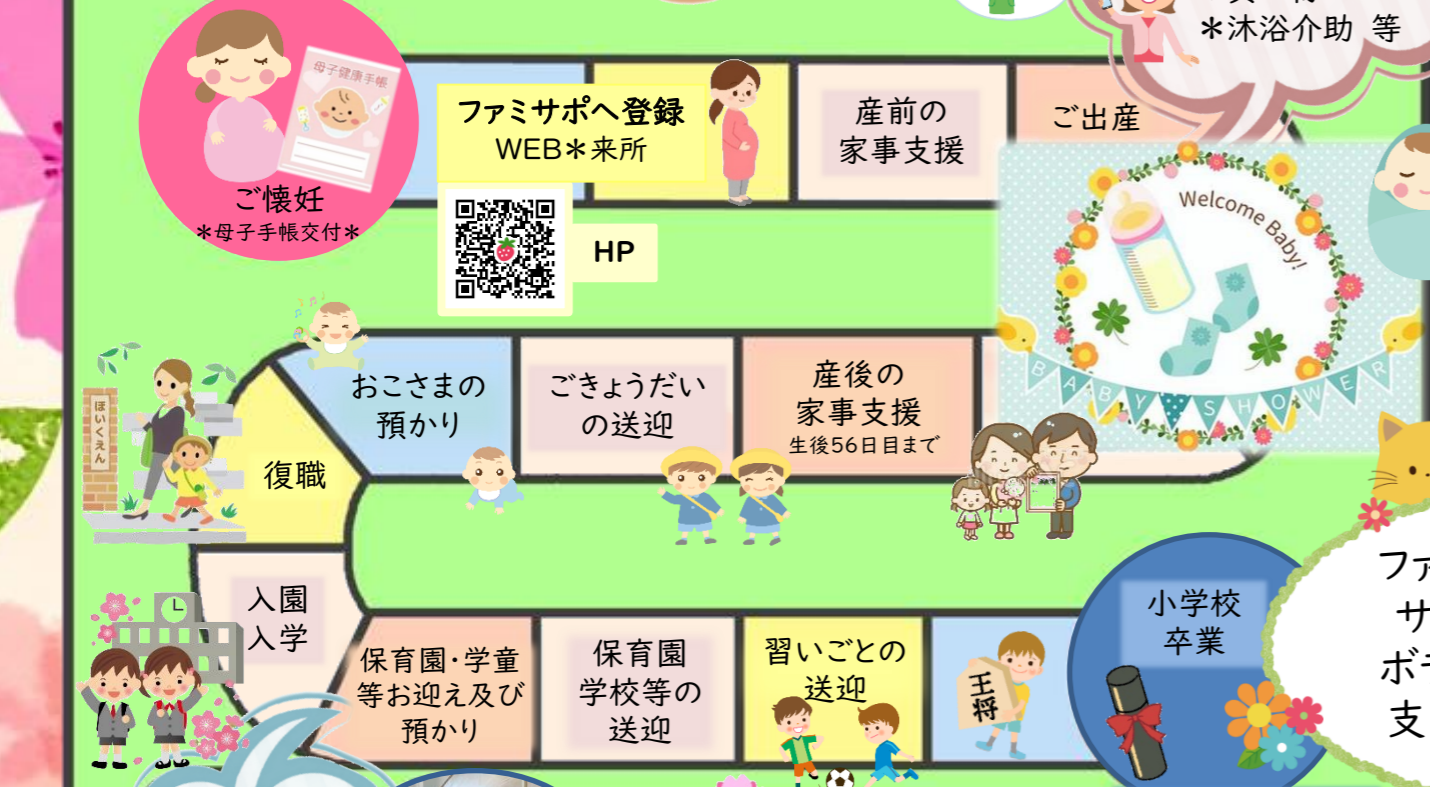 *沐浴介助 等
母子健康手帳
ご懐妊
*母子手帳交付*
ファミサポへ登録
WEB*来所
HP
産前の
家事支援
ご出産
Welcome Baby!
BABY SHOWER
産後の
家事支援
生後56日目まで
ごきょうだい
の送迎
おこさまの
預かり
ほいくえん
復職
入園
入学
保育園・学童
等お迎え及び
預かり
保育園
学校等の
送迎
習いごとの
送迎
王将
小学校
卒業
ファ
サ
ボ
支